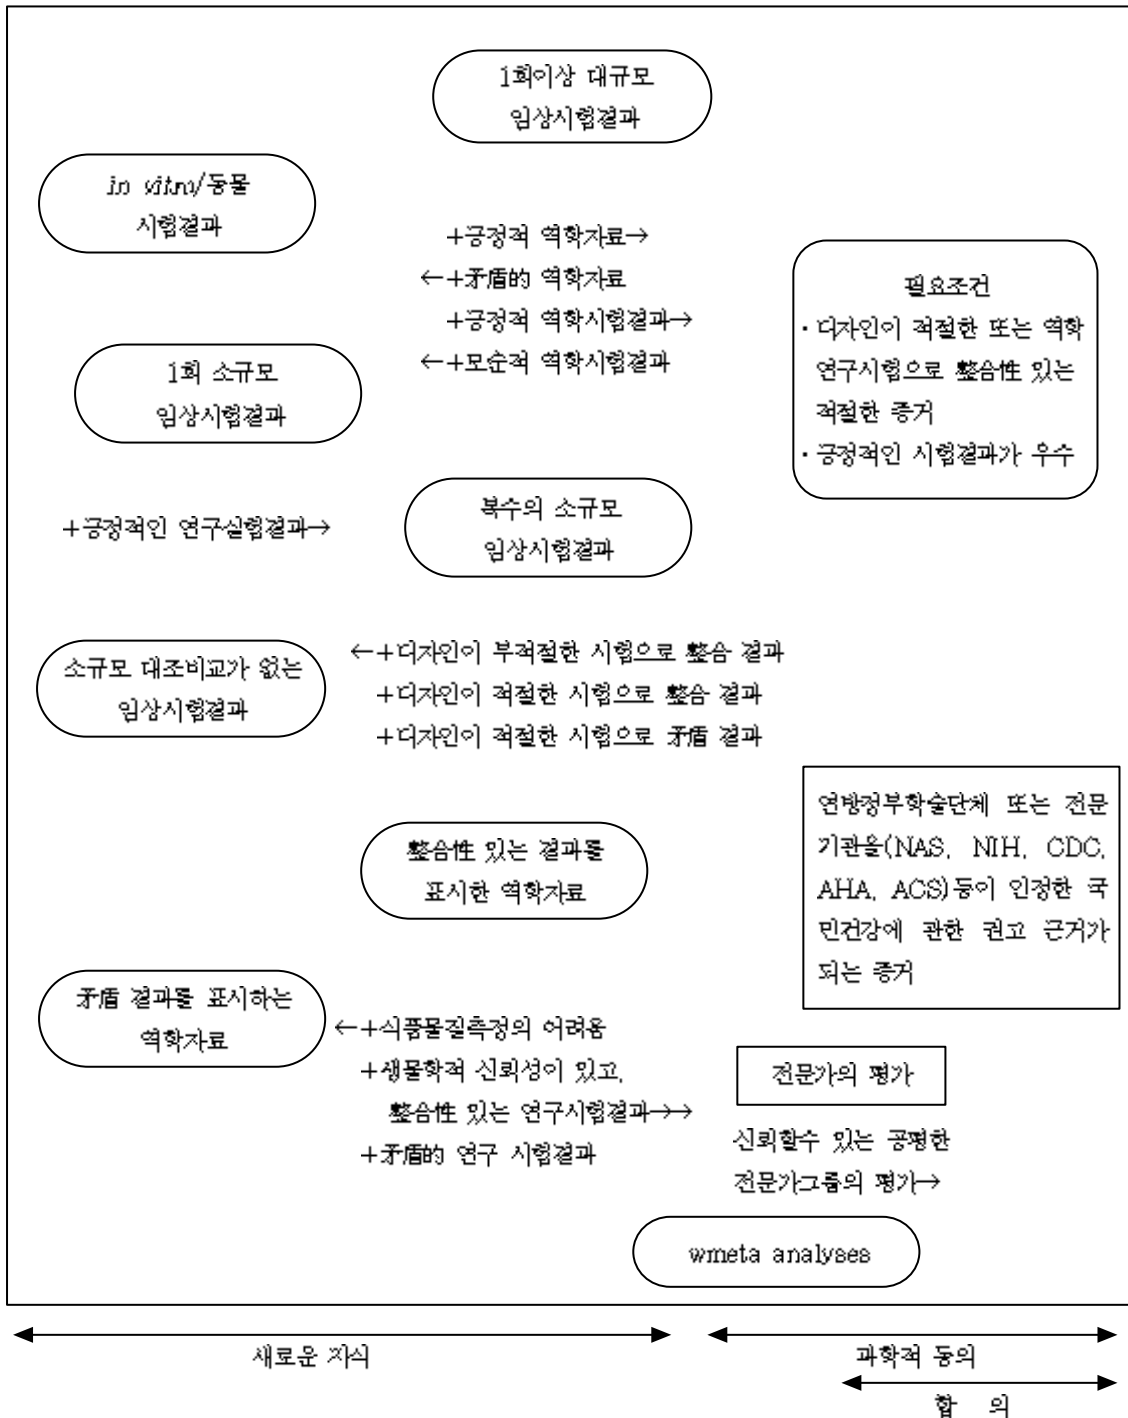 1회이상 대규모
임상시험결과
in vitm/동물
시험결과
+긍정적 역학자료→
←+矛盾的 역학자료
+긍정적 역학시험결과→
←+모순적 역학시험결과
필요조건
· 디자인이 적절한 또는 역학
연구시험으로 整合性 있는
적절한 증거
· 긍정적인 시험결과가 우수
1회 소규모
임상시험결과
+긍정적인 연구실험결과→
복수의 소규모
임상시험결과
소규모 대조비교가 없는
임상시험결과
←+디자인이 부적절한 시험으로 整合 결과
+디자인이 적절한 시험으로 整合 결과
+디자인이 적절한 시험으로 矛盾 결과
연방정부학술단체 또는 전문
기관을(NAS, NIH, CDC,
AHA, ACS)등이 인정한 국
민건강에 관한 권고 근거가
되는 증거
整合性 있는 결과를
표시한 역학자료
矛盾 결과를 표시하는
역학자료
←+식품물질측정의 어려움
+생물학적 신뢰성이 있고,
整合性 있는 연구시험결과→→
+矛盾的 연구 시험결과
전문가의 평가
신뢰할수 있는 공평한
전문가그룹의 평가→
wmeta analyses
새로운 지식
과학적 동의
합 의